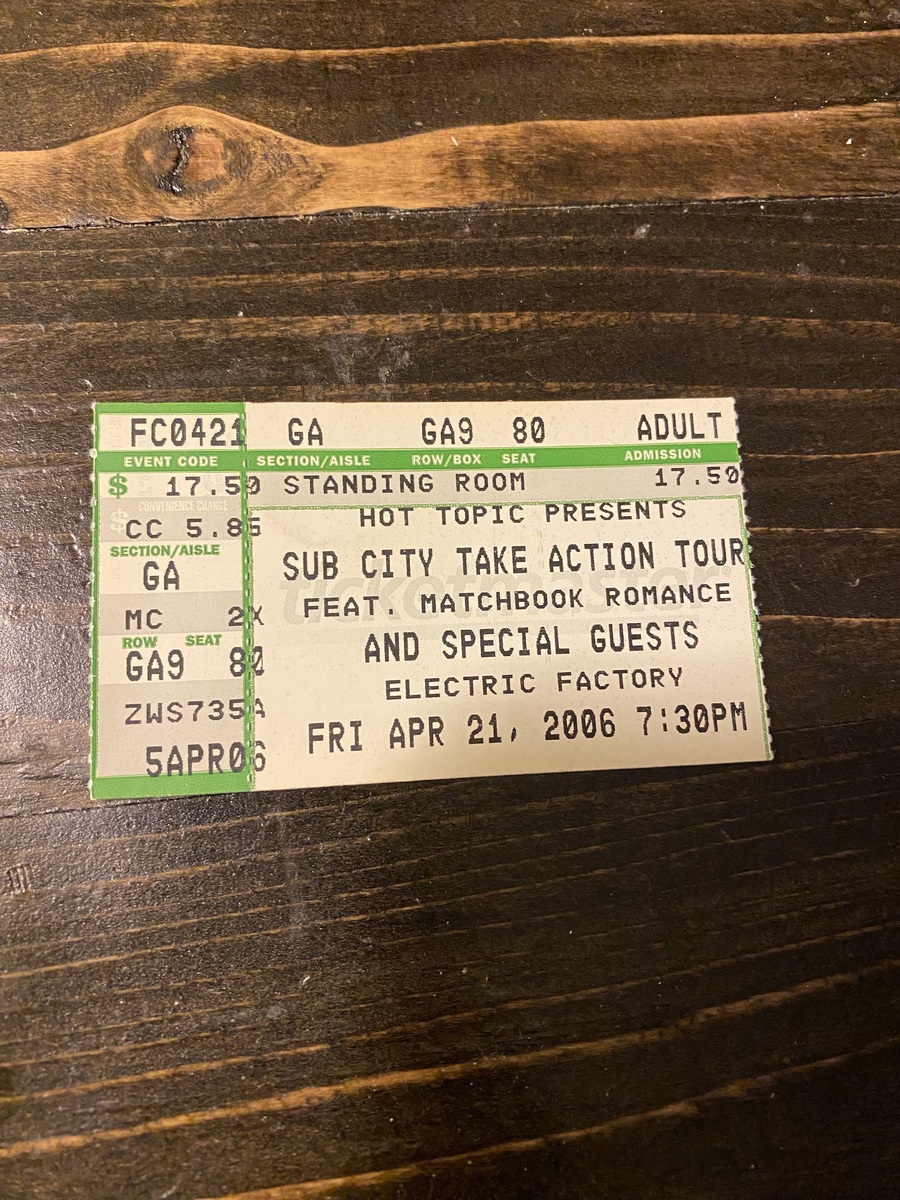 FC0421 GA GA9 80 ADULT
EVENT CODE SECTION/AISLE ROW/BOX SEAT ADMISSION
$ 17.50 STANDING ROOM 17.50
CONVENIENCE CHARGE
$ CC 5.85
HOT TOPIC PRESENTS
SECTION/AISLE
GA
SUB CITY TAKE ACTION TOUR
ticketmaster
MC 2X
FEAT. MATCHBOOK ROMANCE
ROW SEAT
GA9 80
AND SPECIAL GUESTS
ZWS735A
ELECTRIC FACTORY
5APR06
FRI APR 21, 2006 7:30PM